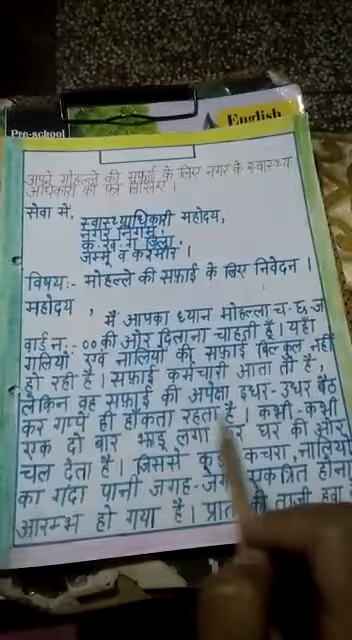 Pre-school
English
अपने मोहल्ले की सफाई के लिए नगर के स्वास्थ्य
अधिकारी को पत्र लिखिए।
सेवा में,
स्वास्थ्याधिकारी महोदय,
नगर निगम,
क. ख. ग. जिला,
जम्मू व कश्मीर।
विषय:- मोहल्ले की सफ़ाई के लिए निवेदन।
महोदय,
मैं आपका ध्यान मोहल्ला च. छ. ज
वार्ड न:- ०० की ओर दिलाना चाहती हूँ। यहाँ
गलियों एवं नालियों की सफ़ाई बिल्कुल नहीं
हो रही है। सफ़ाई कर्मचारी आता तो है,
लेकिन वह सफ़ाई की अपेक्षा इधर-उधर बैठ
कर गप्पें ही हाँकता रहता है। कभी-कभी
एक दो बार झाड़ू लगा कर घर की ओर
चल देता है। जिससे कचरा, नालियों
का गंदा पानी जगह- एकत्रित होना
आरम्भ हो गया है। की ताजी हवा